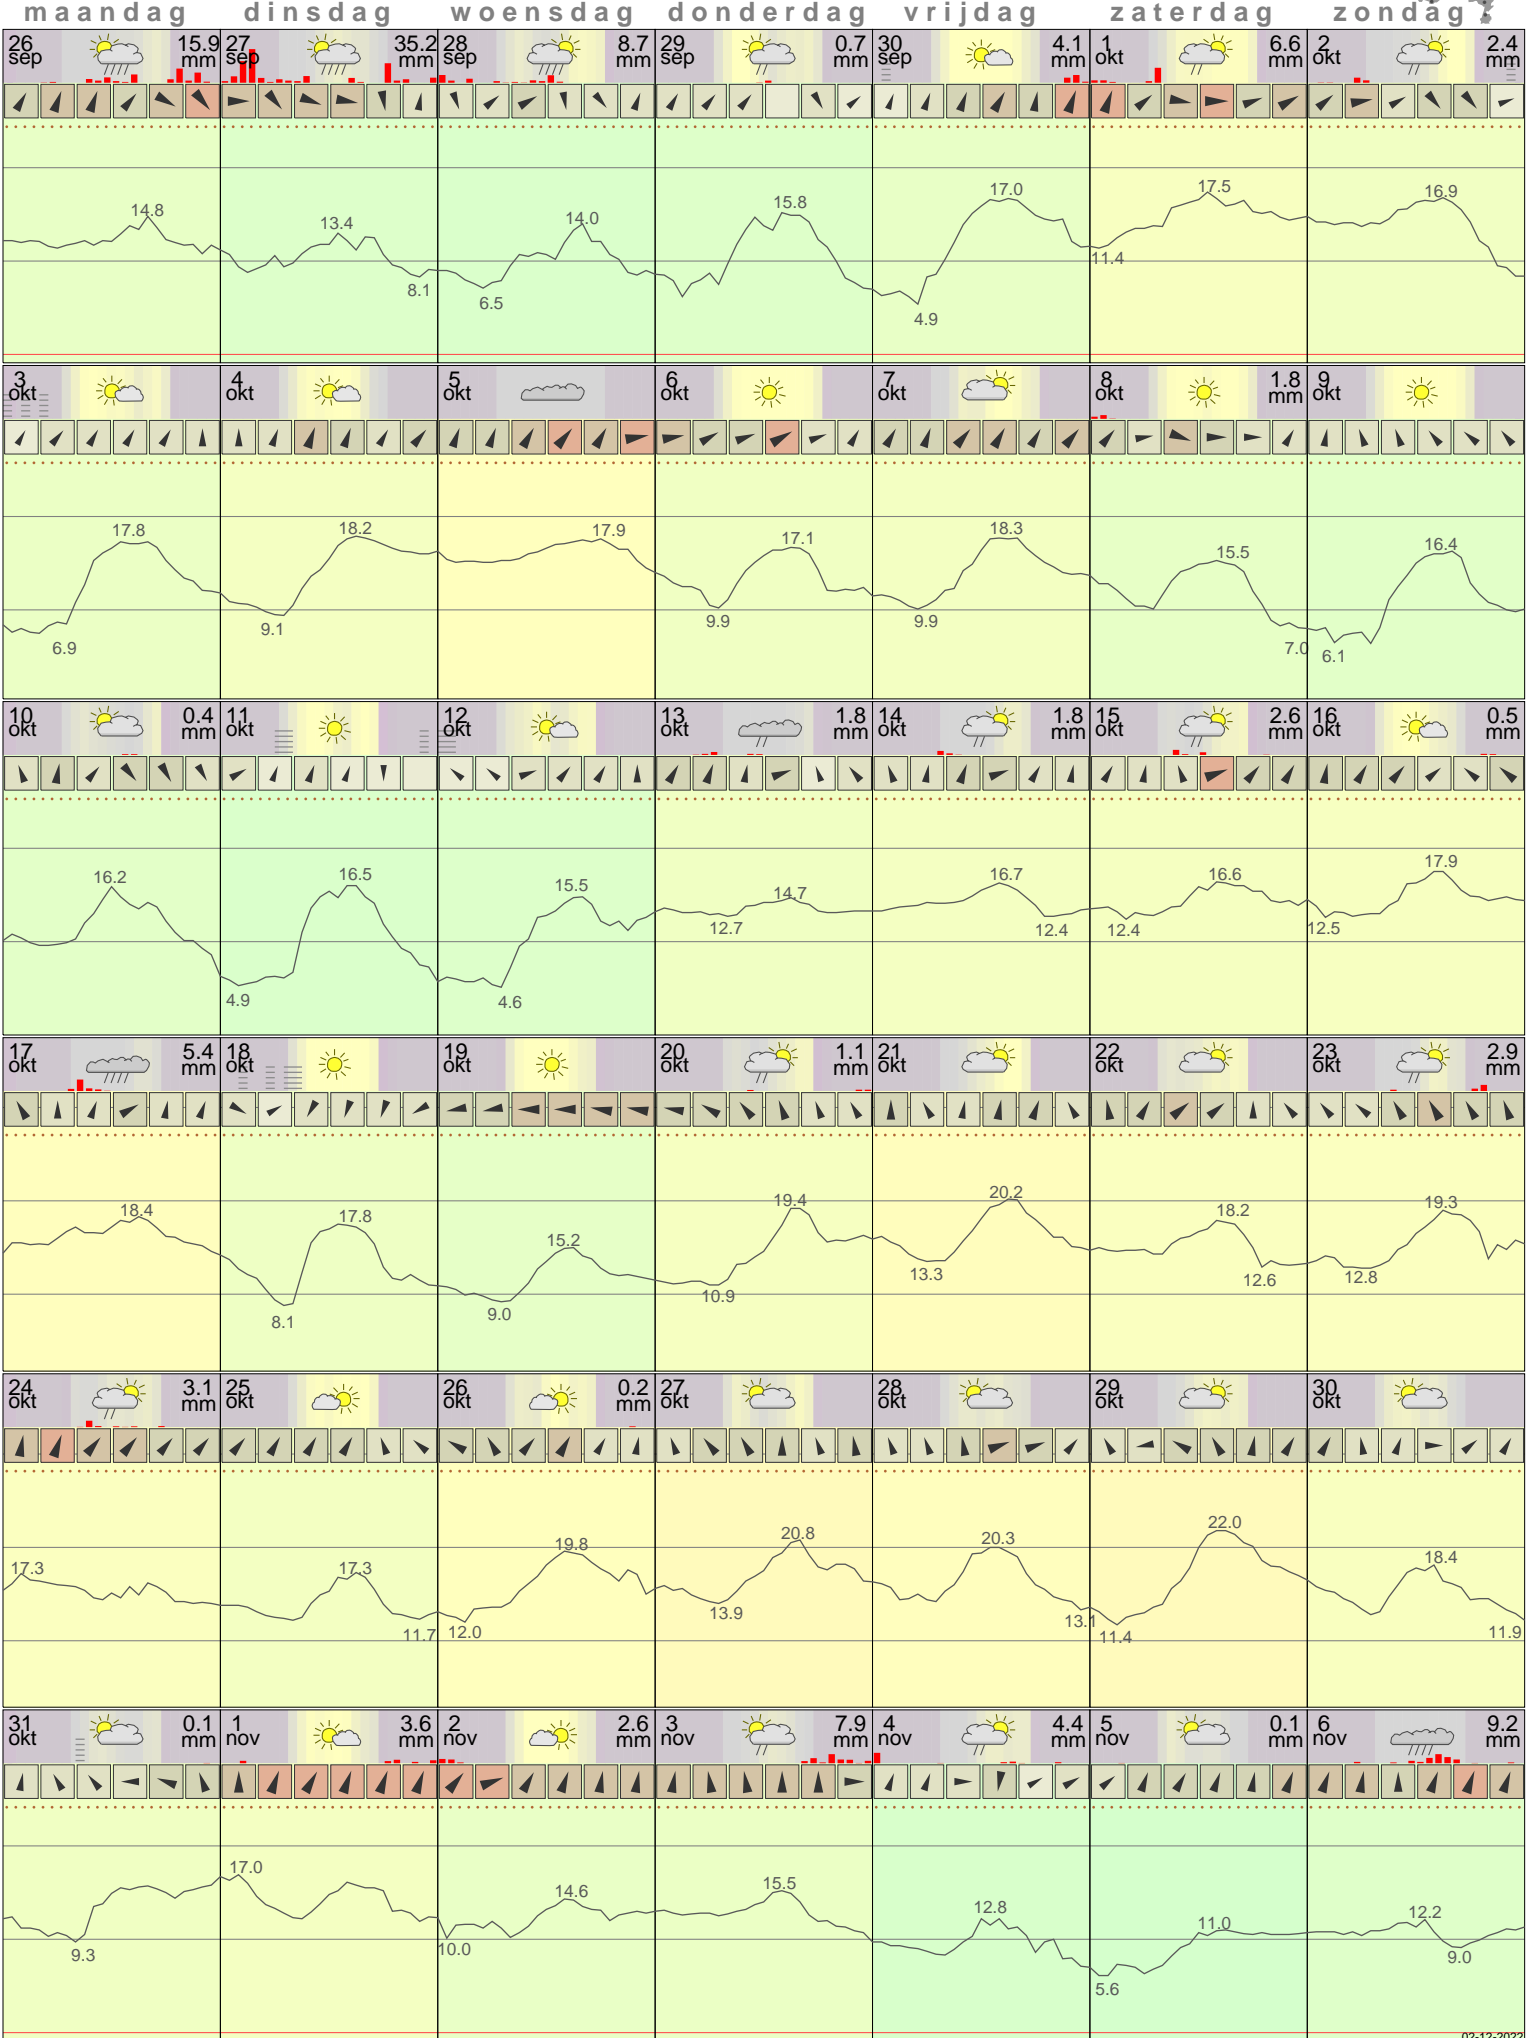 maandag dinsdag woensdag donderdag vrijdag zaterdag zondag
26 sep 15.9 mm 27 sep 35.2 mm 28 sep 8.7 mm 29 sep 0.7 mm 30 sep 4.1 mm 1 okt 6.6 mm 2 okt 2.4 mm
14.8 13.4 8.1 6.5 14.0 15.8 4.9 17.0 11.4 17.5 16.9
3 okt 4 okt 5 okt 6 okt 7 okt 8 okt 1.8 mm 9 okt
6.9 17.8 9.1 18.2 17.9 9.9 17.1 9.9 18.3 15.5 7.0 6.1 16.4
10 okt 0.4 mm 11 okt 12 okt 13 okt 1.8 mm 14 okt 1.8 mm 15 okt 2.6 mm 16 okt 0.5 mm
16.2 4.9 16.5 4.6 15.5 12.7 14.7 16.7 12.4 12.4 16.6 12.5 17.9
17 okt 5.4 mm 18 okt 19 okt 20 okt 1.1 mm 21 okt 22 okt 23 okt 2.9 mm
18.4 8.1 17.8 9.0 15.2 10.9 19.4 13.3 20.2 18.2 12.6 12.8 19.3
24 okt 3.1 mm 25 okt 26 okt 0.2 mm 27 okt 28 okt 29 okt 30 okt
17.3 17.3 11.7 12.0 19.8 13.9 20.8 20.3 13.1 11.4 22.0 18.4 11.9
31 okt 0.1 mm 1 nov 3.6 mm 2 nov 2.6 mm 3 nov 7.9 mm 4 nov 4.4 mm 5 nov 0.1 mm 6 nov 9.2 mm
9.3 17.0 10.0 14.6 15.5 12.8 5.6 11.0 12.2 9.0
02-12-2022